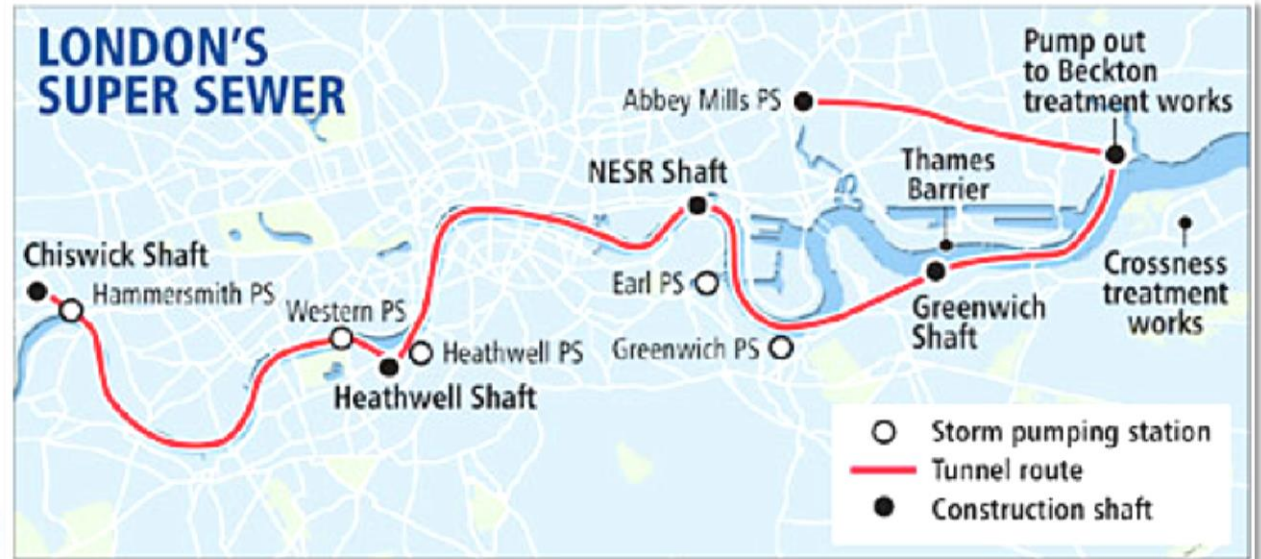 LONDON'S
SUPER SEWER
Pump out
to Beckton
treatment works
Abbey Mills PS
Thames
Barrier
NESR Shaft
Chiswick Shaft
Hammersmith PS
Western PS
Earl PS
Crossness
treatment
works
Greenwich
Shaft
Heathwell PS
Greenwich PS
Heathwell Shaft
Storm pumping station
Tunnel route
Construction shaft